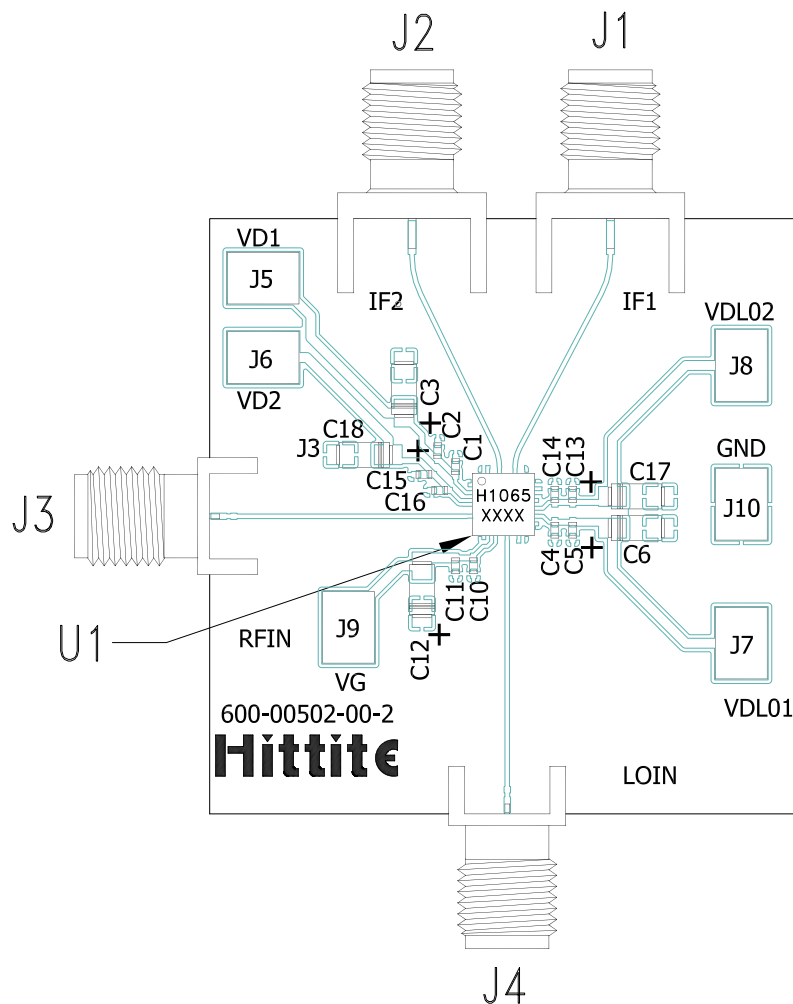 J2
J1
VD1
J5
IF2
IF1
VDL02
J6
J8
VD2
C3
C2
C18
J3
C1
C14
C13
GND
C15
C17
C16
H1065
XXXX
J10
J3
C4
C5
C6
C11
C10
C12
J9
RFIN
U1
J7
VG
VDL01
600-00502-00-2
Hittite
LOIN
J4